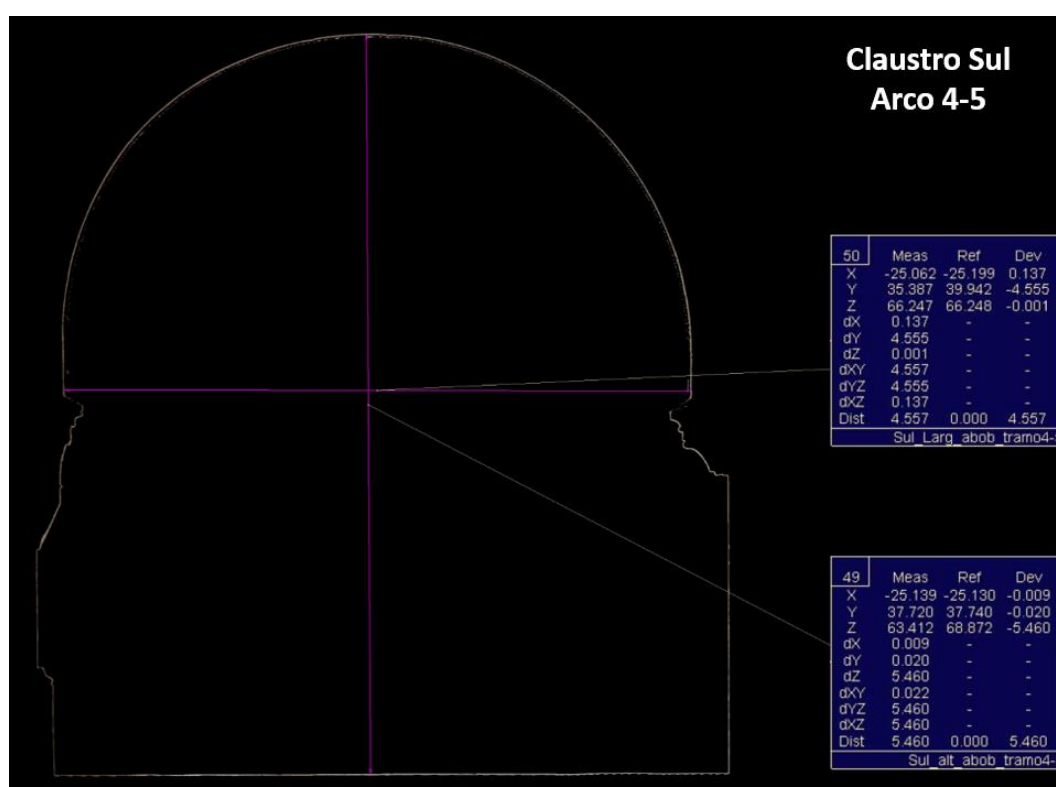 Claustro Sul
Arco 4-5
50 Meas Ref Dev
X -25.062 -25.199 0.137
Y 35.387 39.942 -4.555
Z 66.247 66.248 -0.001
dX 0.137 - -
dY 4.555 - -
dZ 0.001 - -
dXY 4.557 - -
dYZ 4.555 - -
dXZ 0.137 - -
Dist 4.557 0.000 4.557
Sul_Larg_abob_tramo4-
49 Meas Ref Dev
X -25.139 -25.130 -0.009
Y 37.720 37.740 -0.020
Z 63.412 68.872 -5.460
dX 0.009 - -
dY 0.020 - -
dZ 5.460 - -
dXY 0.022 - -
dYZ 5.460 - -
dXZ 5.460 - -
Dist 5.460 0.000 5.460
Sul_alt_abob_tramo4-